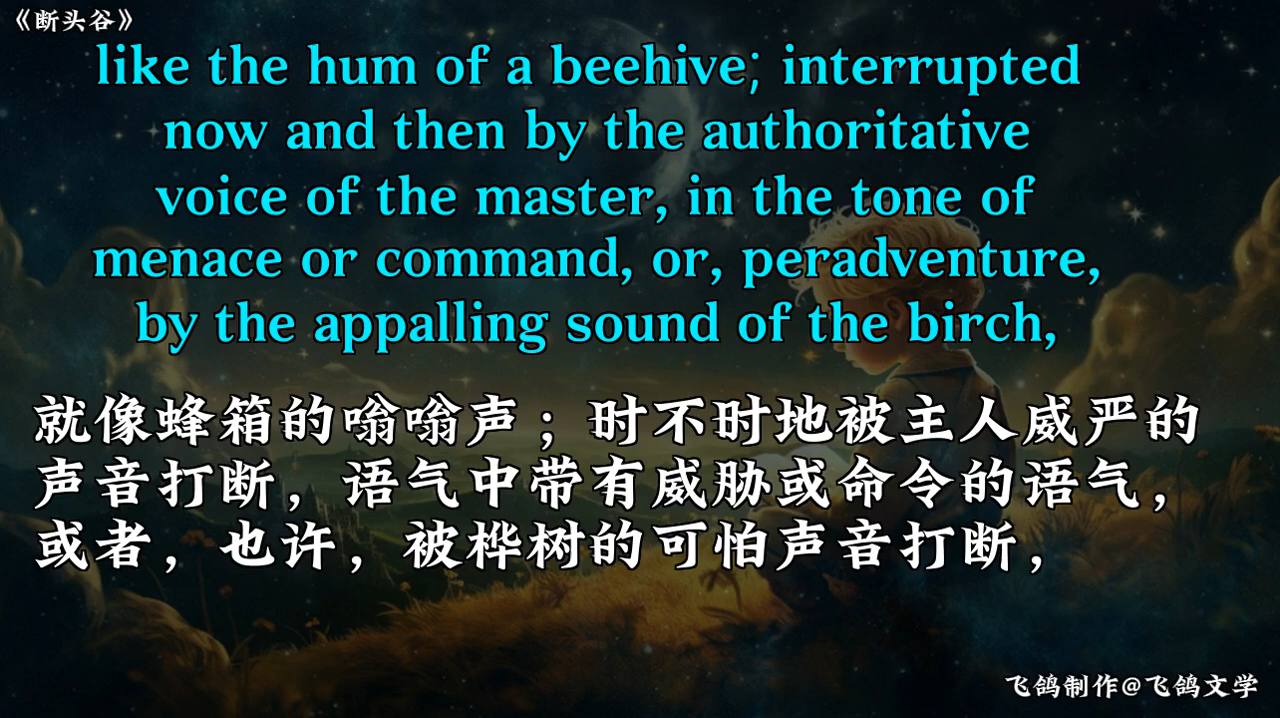 《断头谷》
like the hum of a beehive; interrupted
now and then by the authoritative
voice of the master, in the tone of
menace or command, or, peradventure,
by the appalling sound of the birch,
就像蜂箱的嗡嗡声；时不时地被主人威严的
声音打断，语气中带有威胁或命令的语气，
或者，也许，被桦树的可怕声音打断，
飞鸽制作@飞鸽文学